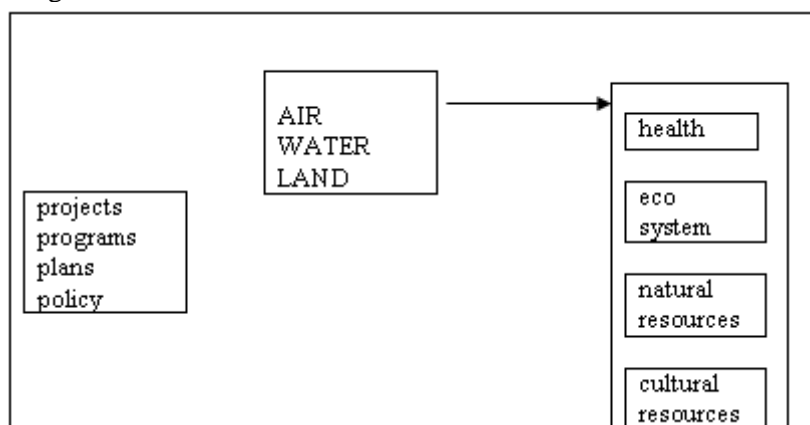 AIR
WATER
LAND
health
eco
system
projects
programs
plans
policy
natural
resources
cultural
resources